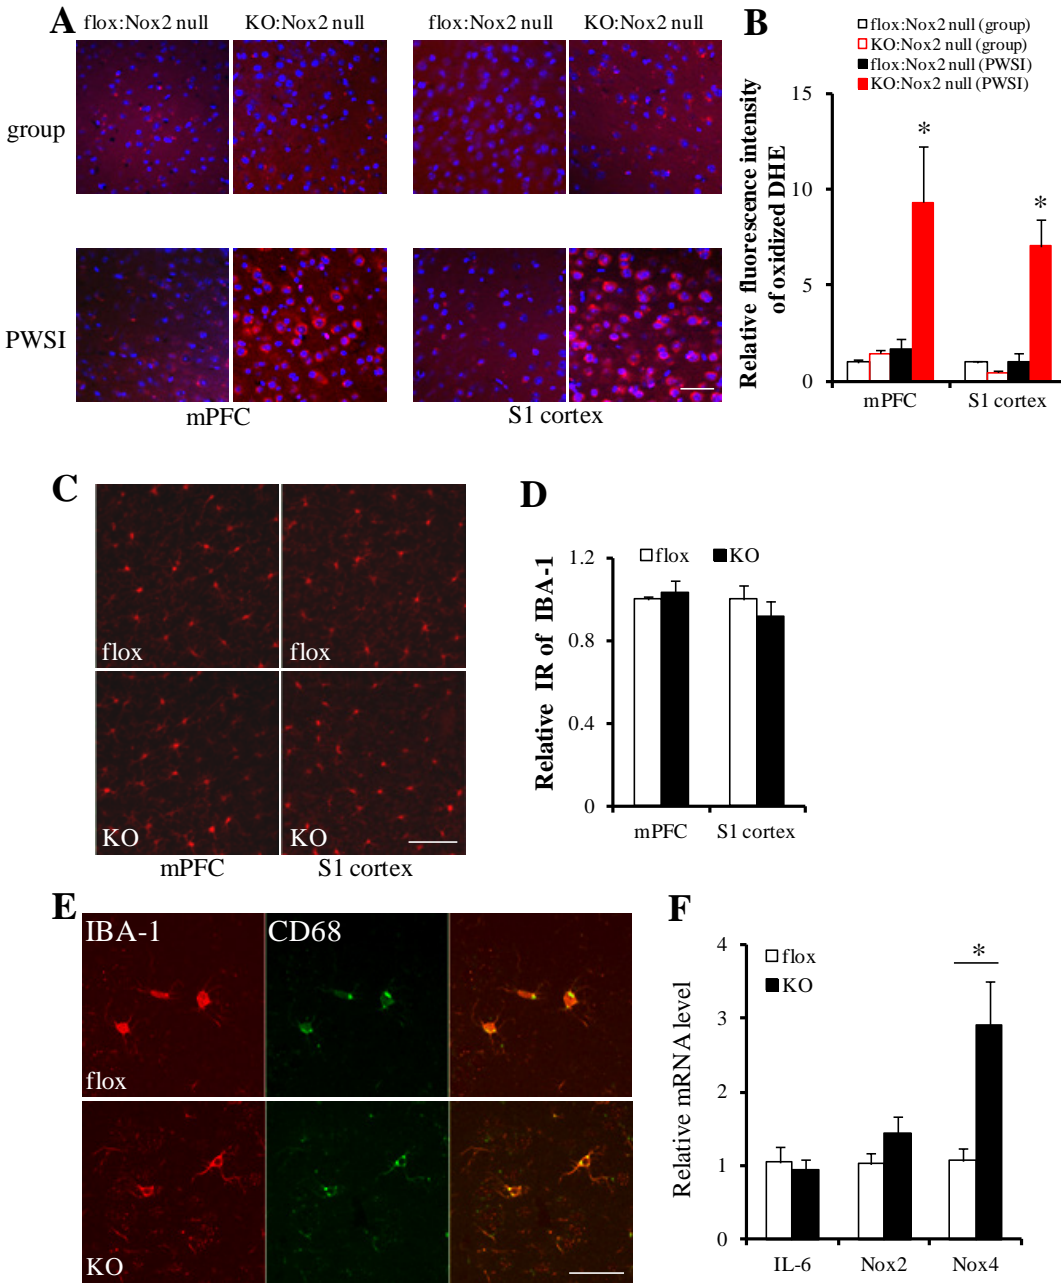 A
flox:Nox2 null KO:Nox2 null flox:Nox2 null KO:Nox2 null
group
PWSI
mPFC S1 cortex
B
flox:Nox2 null (group)
KO:Nox2 null (group)
flox:Nox2 null (PWSI)
KO:Nox2 null (PWSI)
Relative fluorescence intensity
of oxidized DHE
15
10
5
0
* *
mPFC S1 cortex
C
flox flox
KO KO
mPFC S1 cortex
D
flox KO
Relative IR of IBA-1
1.2
0.8
0.4
0
mPFC S1 cortex
E
IBA-1 CD68
flox
KO
F
flox
KO
Relative mRNA level
4
3
2
1
0
*
IL-6 Nox2 Nox4